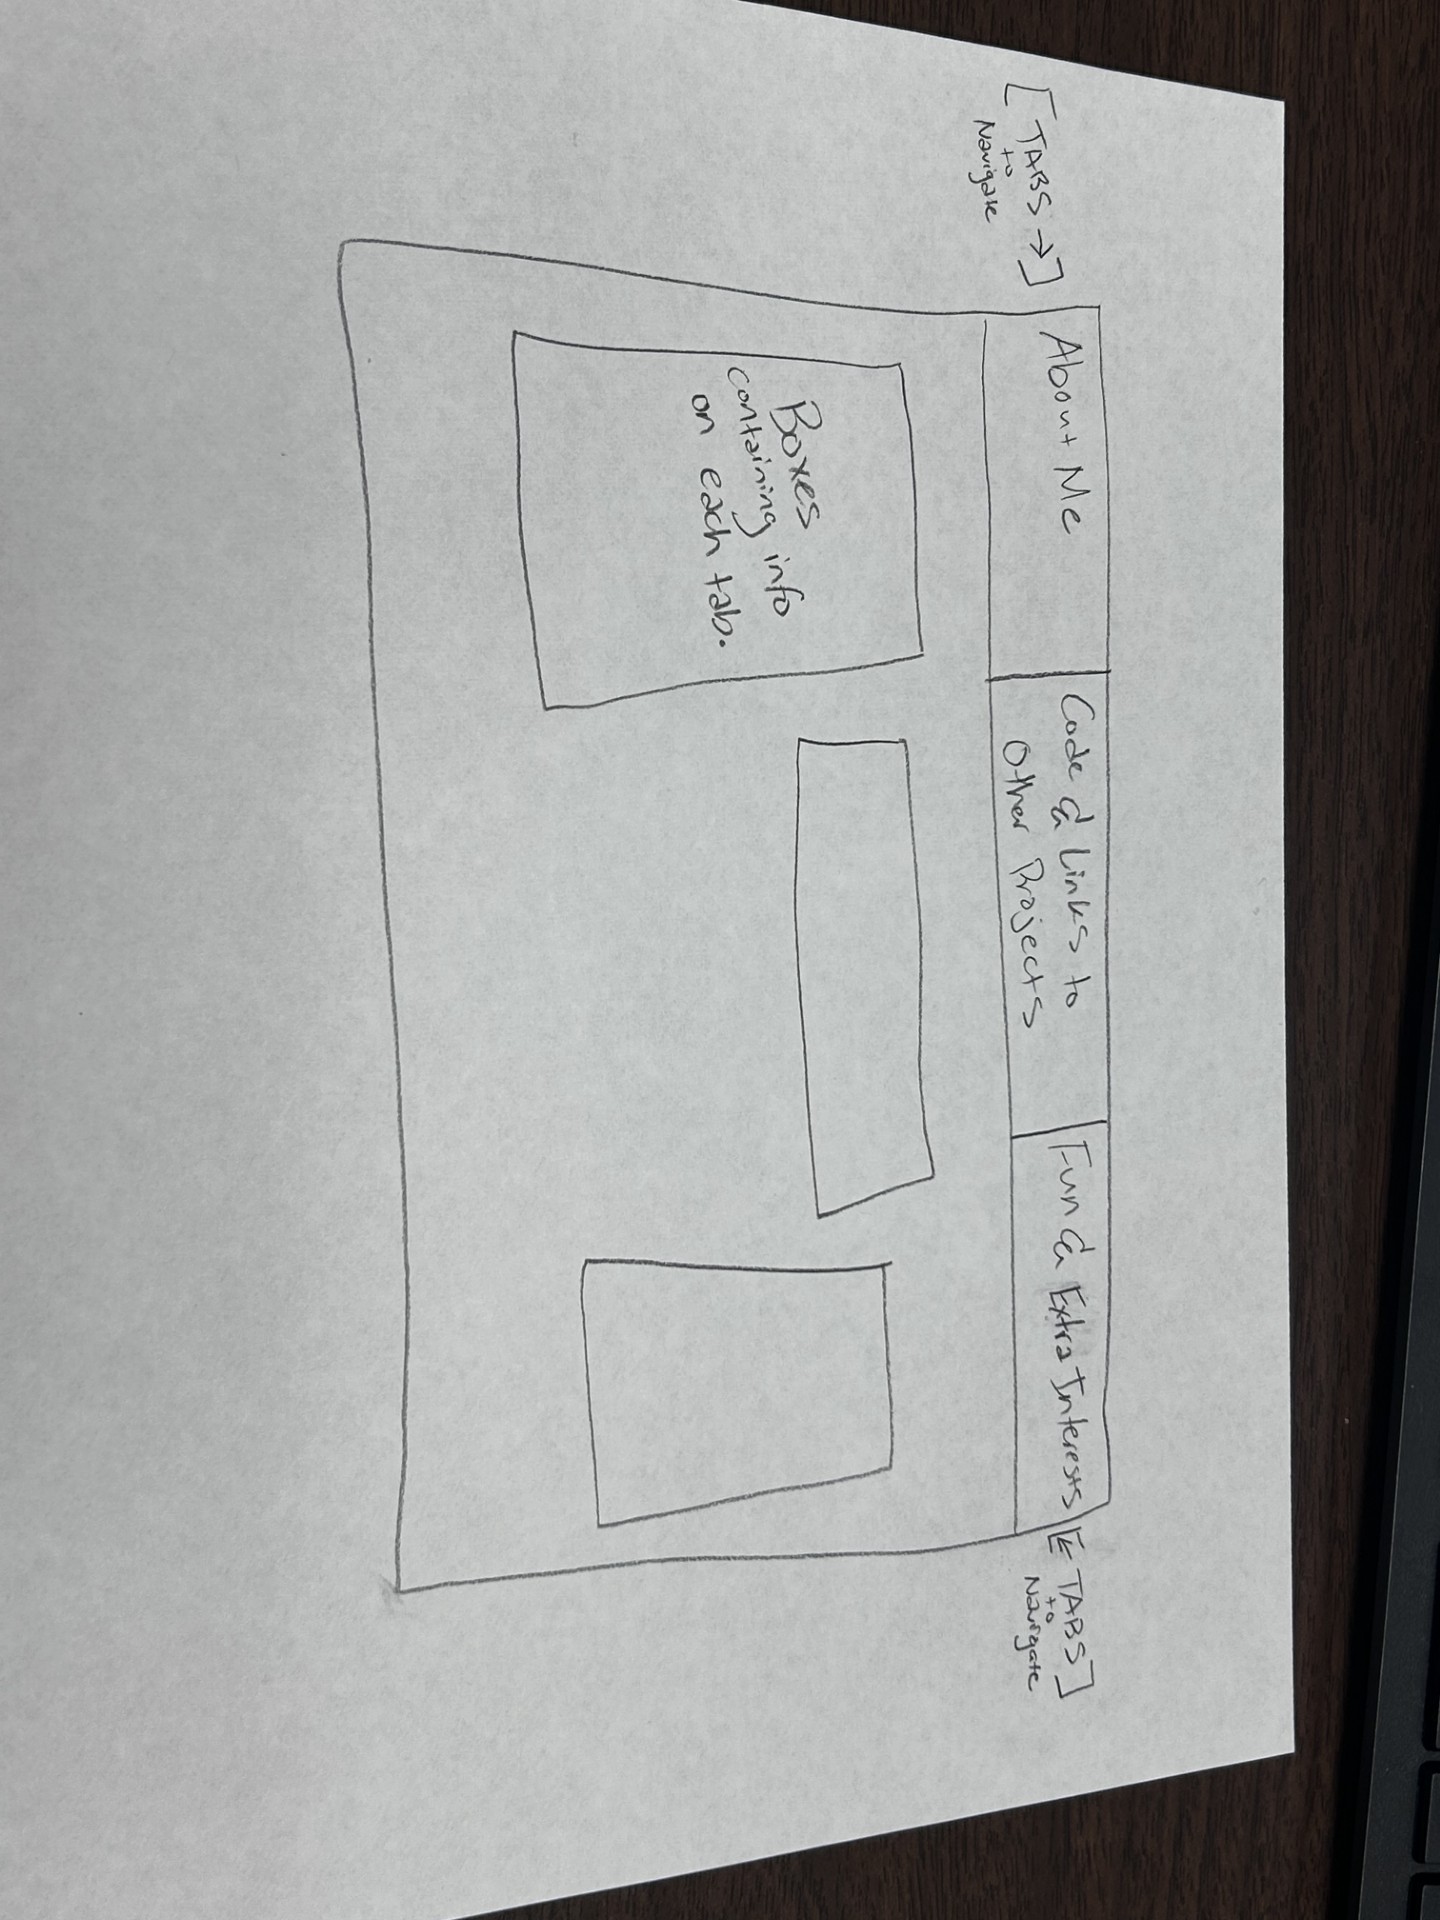 [TABS →]
to
Navigate
About Me
Code & Links to
Other Projects
Fun & Extra Interests
[← TABS]
to
Navigate
Boxes
containing info
on each tab.